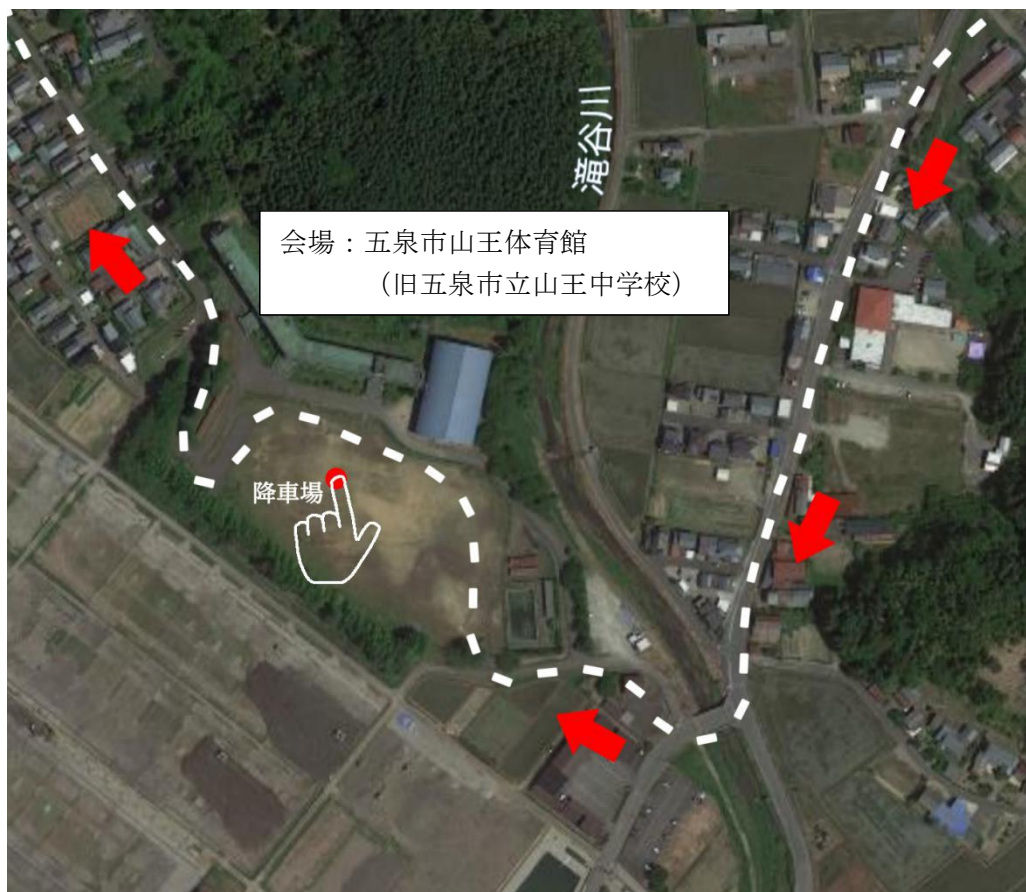 滝谷川
会場：五泉市山王体育館
（旧五泉市立山王中学校）
降車場